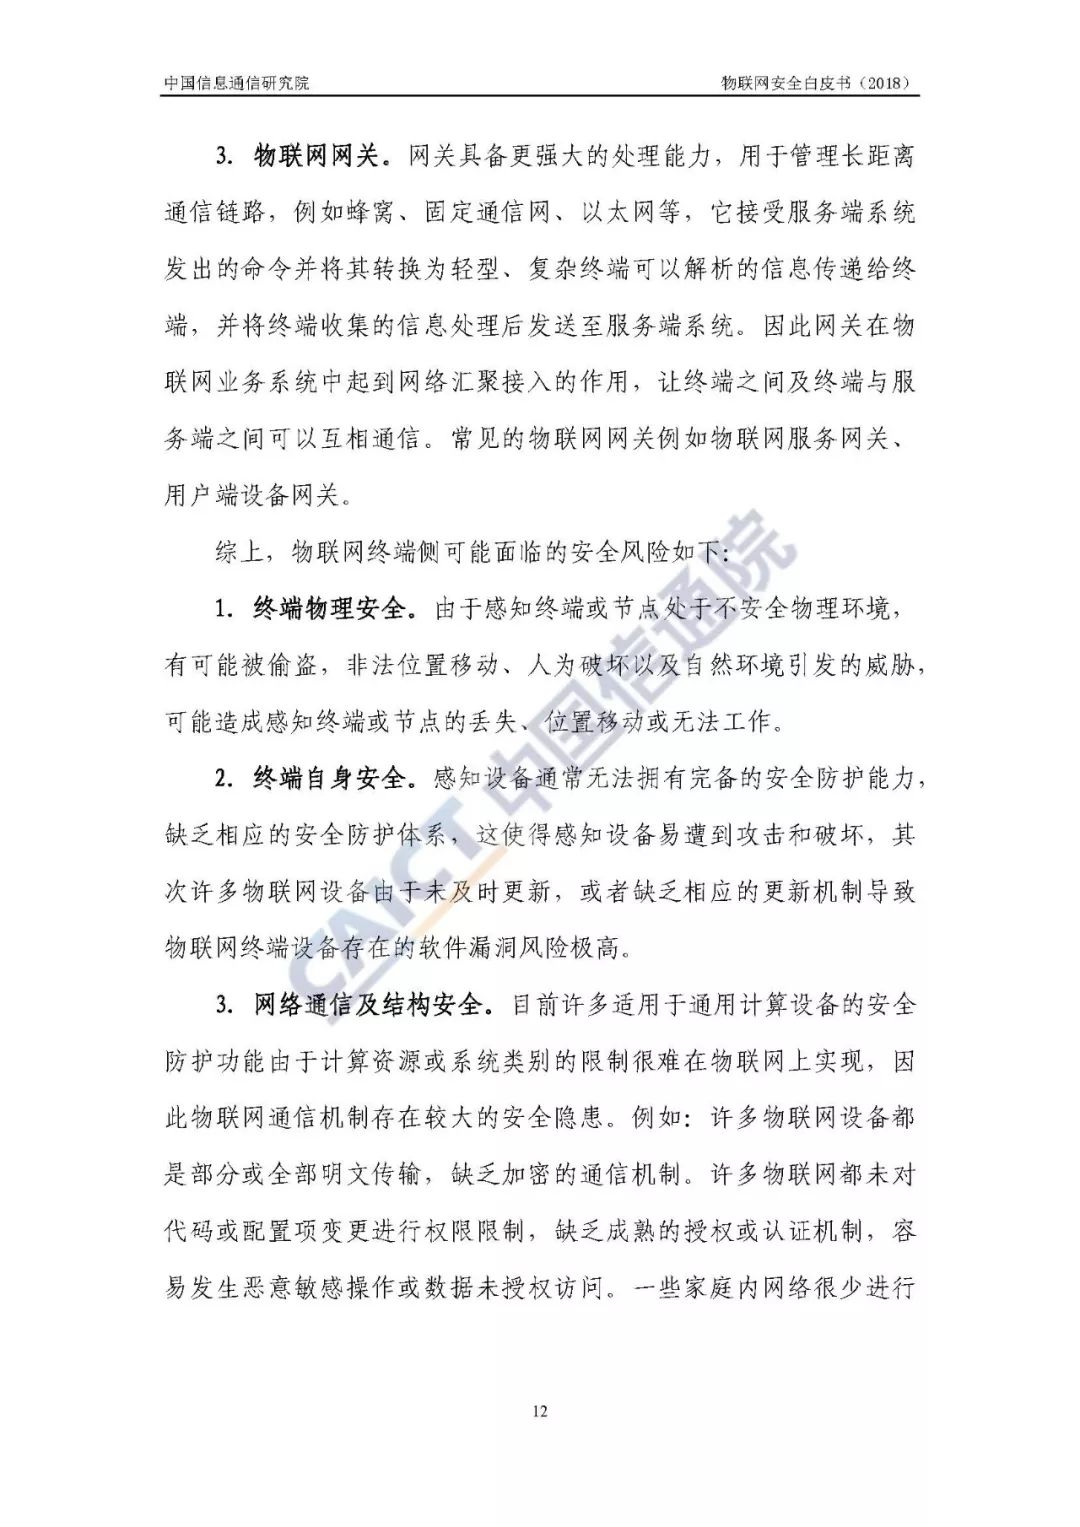 中国信息通信研究院
物联网安全白皮书（2018）
3. 物联网网关。网关具备更强大的处理能力，用于管理长距离
通信链路，例如蜂窝、固定通信网、以太网等，它接受服务端系统
发出的命令并将其转换为轻型、复杂终端可以解析的信息传递给终
端，并将终端收集的信息处理后发送至服务端系统。因此网关在物
联网业务系统中起到网络汇聚接入的作用，让终端之间及终端与服
务端之间可以互相通信。常见的物联网网关例如物联网服务网关、
用户端设备网关。
综上，物联网终端侧可能面临的安全风险如下：
1. 终端物理安全。由于感知终端或节点处于不安全物理环境，
有可能被偷盗，非法位置移动、人为破坏以及自然环境引发的威胁，
可能造成感知终端或节点的丢失、位置移动或无法工作。
2. 终端自身安全。感知设备通常无法拥有完备的安全防护能力，
缺乏相应的安全防护体系，这使得感知设备易遭到攻击和破坏，其
次许多物联网设备由于未及时更新，或者缺乏相应的更新机制导致
物联网终端设备存在的软件漏洞风险极高。
3. 网络通信及结构安全。目前许多适用于通用计算设备的安全
防护功能由于计算资源或系统类别的限制很难在物联网上实现，因
此物联网通信机制存在较大的安全隐患。例如：许多物联网设备都
是部分或全部明文传输，缺乏加密的通信机制。许多物联网都未对
代码或配置项变更进行权限限制，缺乏成熟的授权或认证机制，容
易发生恶意敏感操作或数据未授权访问。一些家庭内网络很少进行
12
CAICT 中国信通院